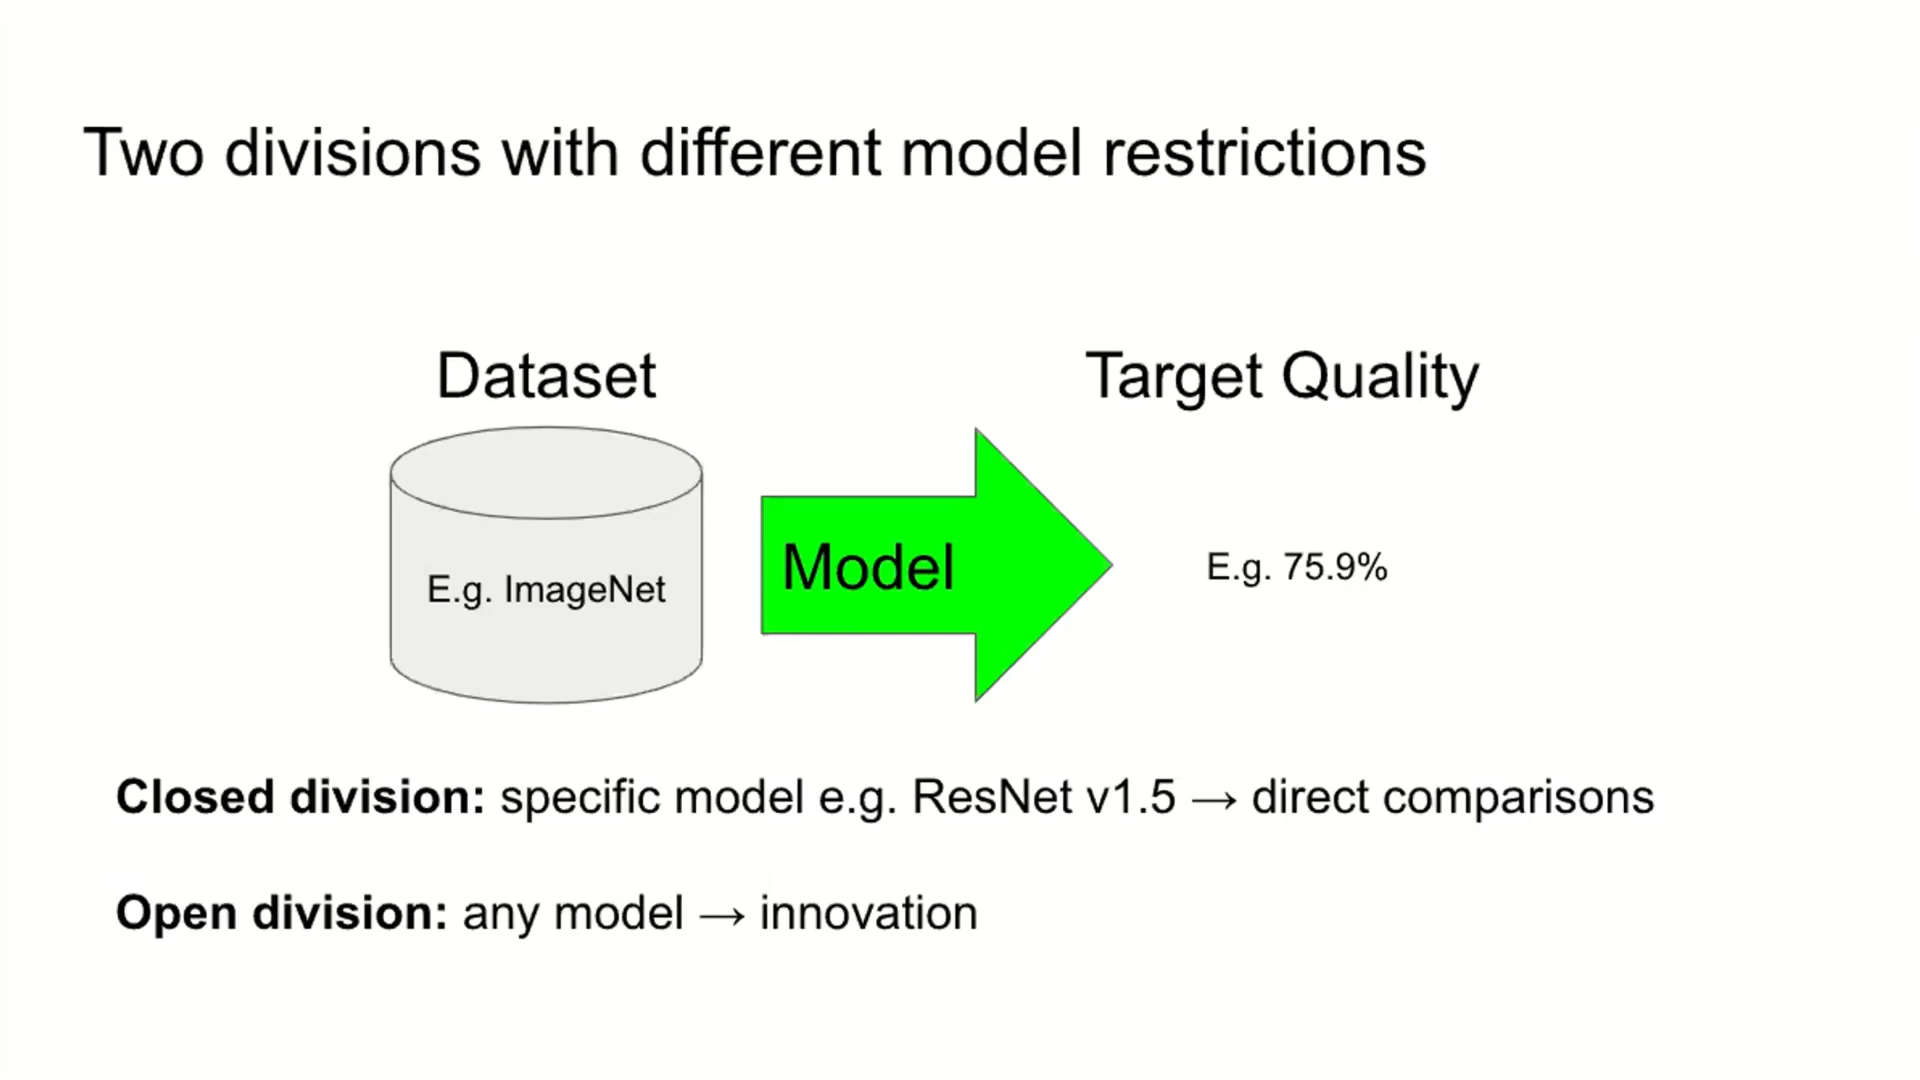 Two divisions with different model restrictions
Dataset
Target Quality
E.g. ImageNet
Model
E.g. 75.9%
Closed division: specific model e.g. ResNet v1.5 → direct comparisons
Open division: any model → innovation